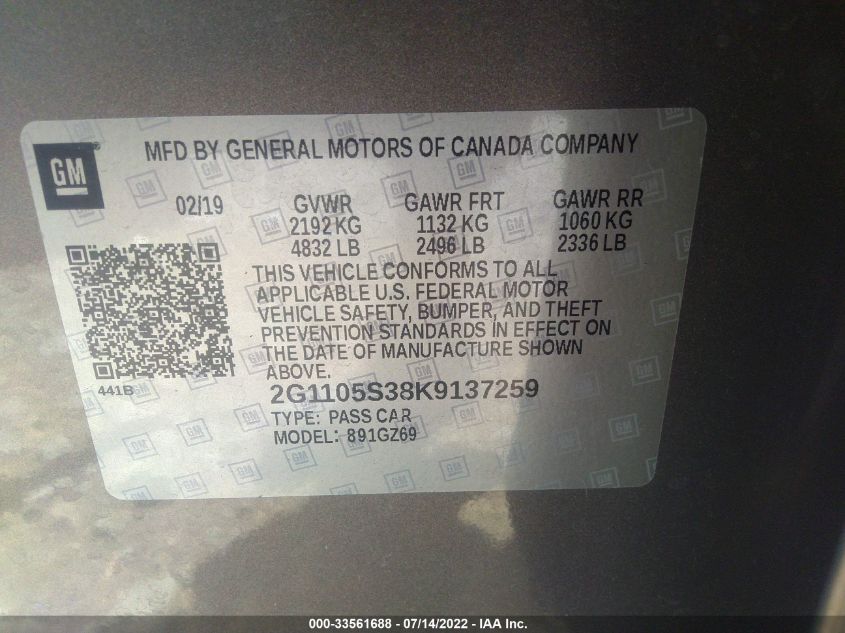 GM
MFD BY GENERAL MOTORS OF CANADA COMPANY
02/19 GVWR GAWR FRT GAWR RR
2192 KG 1132 KG 1060 KG
4832 LB 2496 LB 2336 LB
THIS VEHICLE CONFORMS TO ALL
APPLICABLE U.S. FEDERAL MOTOR
VEHICLE SAFETY, BUMPER, AND THEFT
PREVENTION STANDARDS IN EFFECT ON
THE DATE OF MANUFACTURE SHOWN
ABOVE.
441B
2G1105S38K9137259
TYPE: PASS CAR
MODEL: 891GZ69
000-33561688 - 07/14/2022 - IAA Inc.